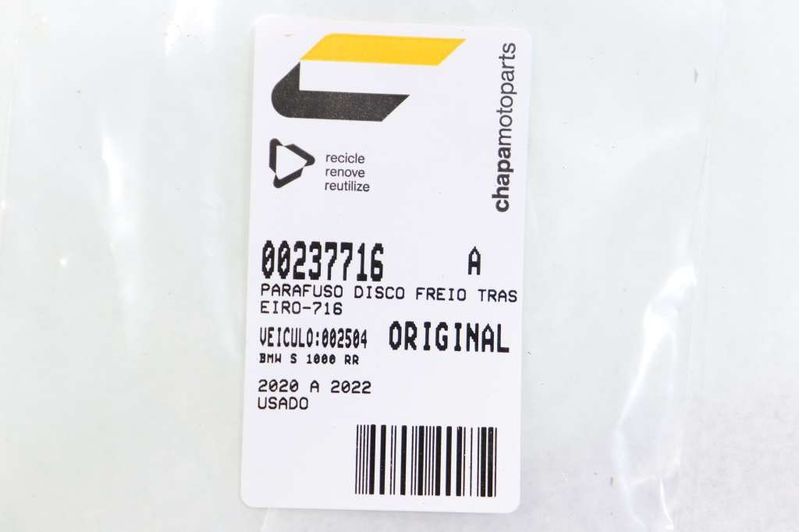 chapamotoparts
recicle
renove
reutilize
00237716 A
PARAFUSO DISCO FREIO TRAS
EIRO-716
VEICULO:002504 ORIGINAL
BMW S 1000 RR
2020 A 2022
USADO